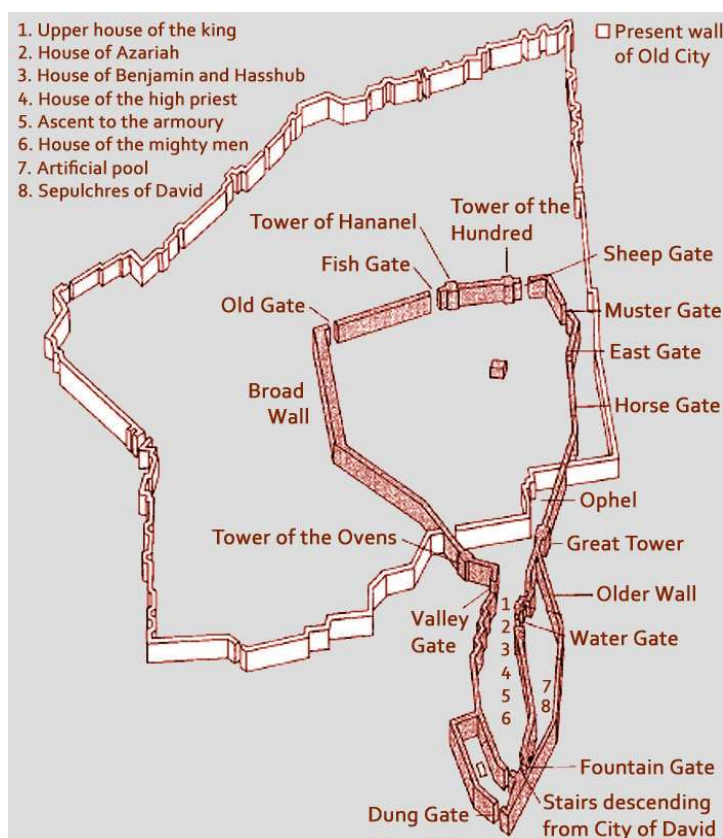 1. Upper house of the king
2. House of Azariah
3. House of Benjamin and Hasshub
4. House of the high priest
5. Ascent to the armoury
6. House of the mighty men
7. Artificial pool
8. Sepulchres of David
Present wall
of Old City
Tower of Hananel
Tower of the
Hundred
Fish Gate
Sheep Gate
Old Gate
Muster Gate
East Gate
Broad
Wall
Horse Gate
Ophel
Tower of the Ovens
Great Tower
Older Wall
Valley
Gate
Water Gate
1
2
3
4
5
6
7
8
Fountain Gate
Stairs descending
from City of David
Dung Gate